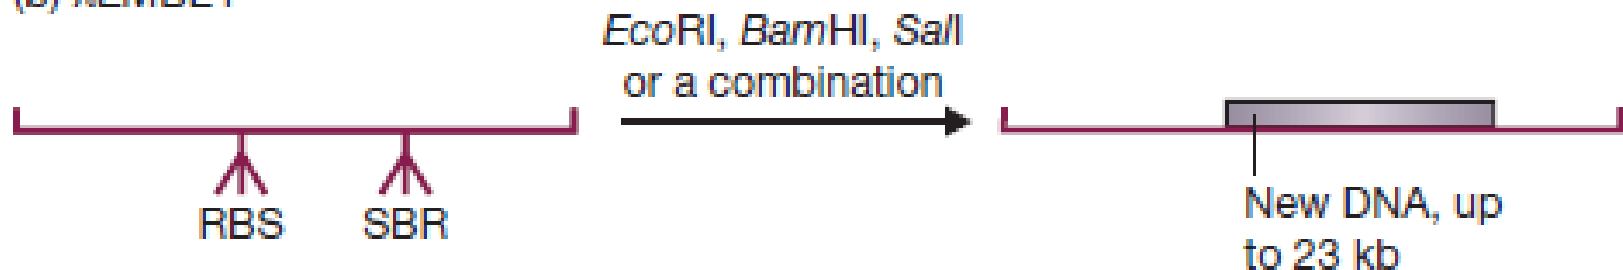 EcoRI, BamHI, SalI
or a combination
RBS
SBR
New DNA, up
to 23 kb